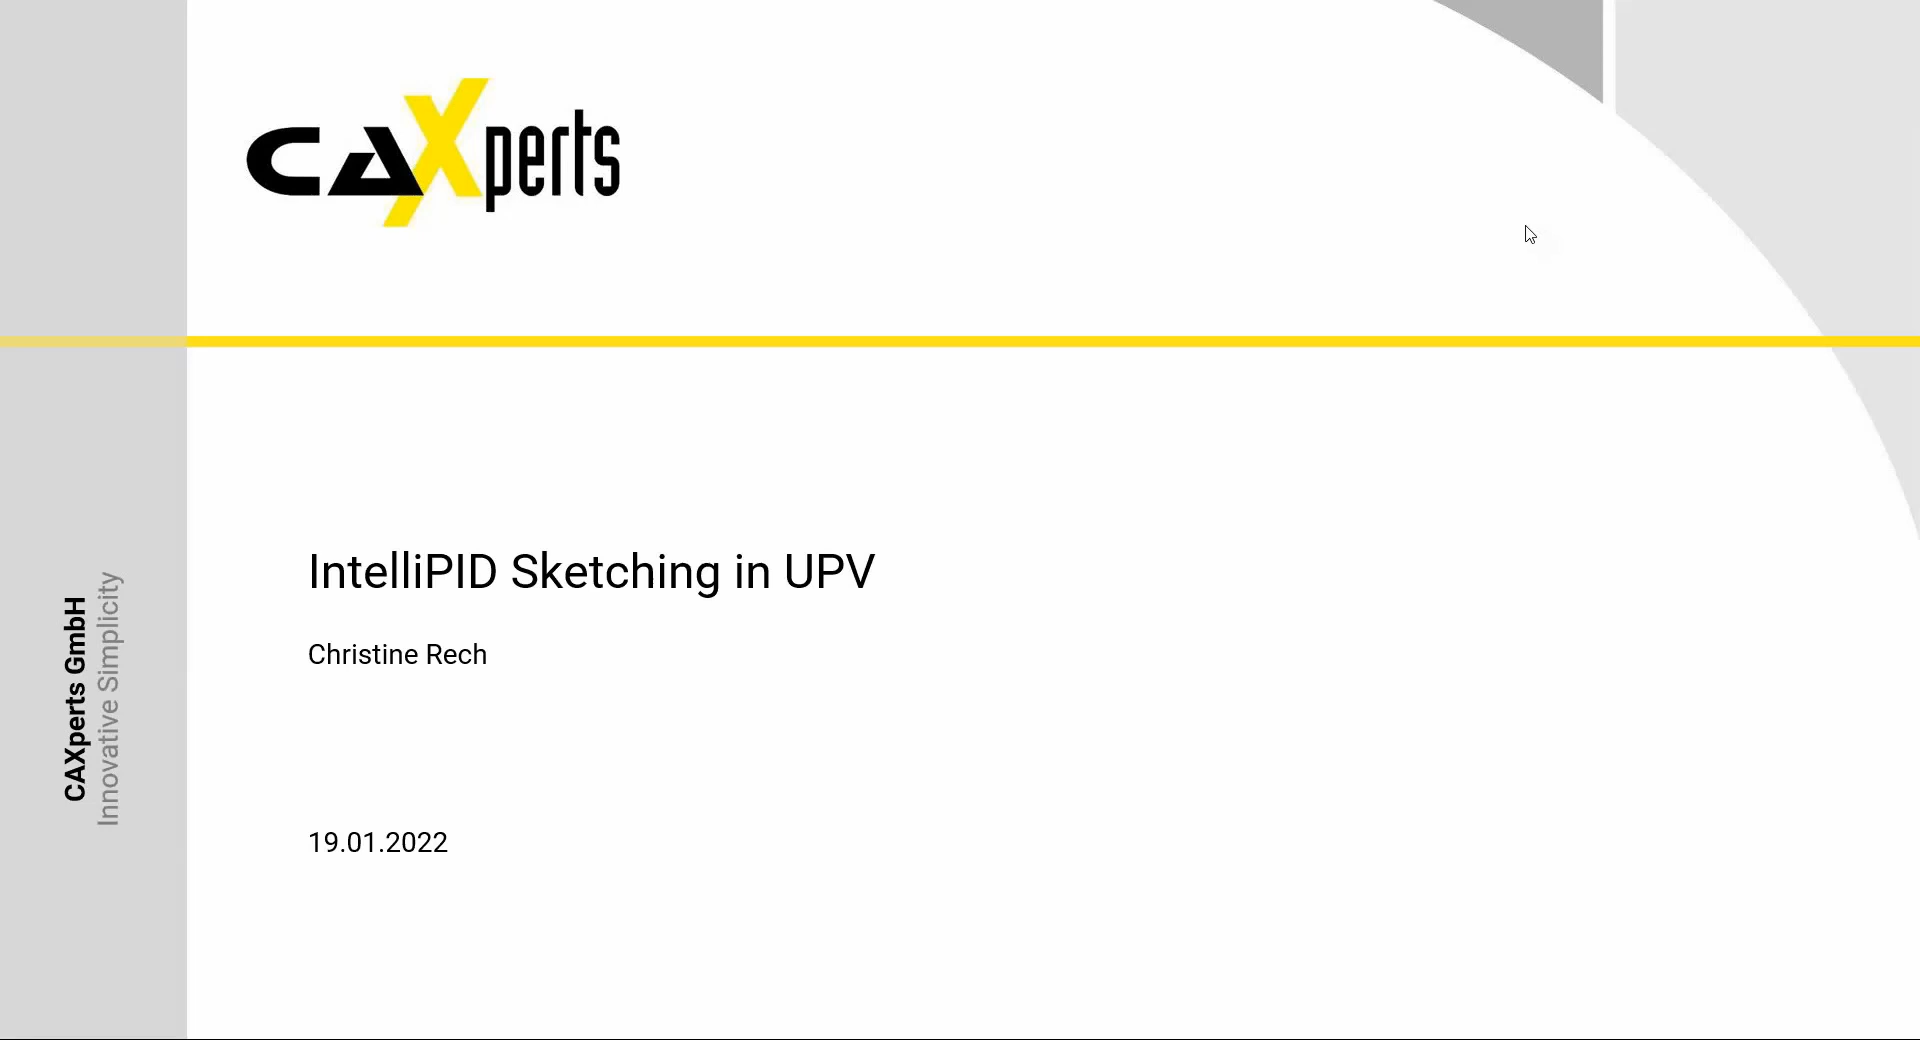 CAXperts
IntelliPID Sketching in UPV
Christine Rech
19.01.2022
CAXperts GmbH
Innovative Simplicity